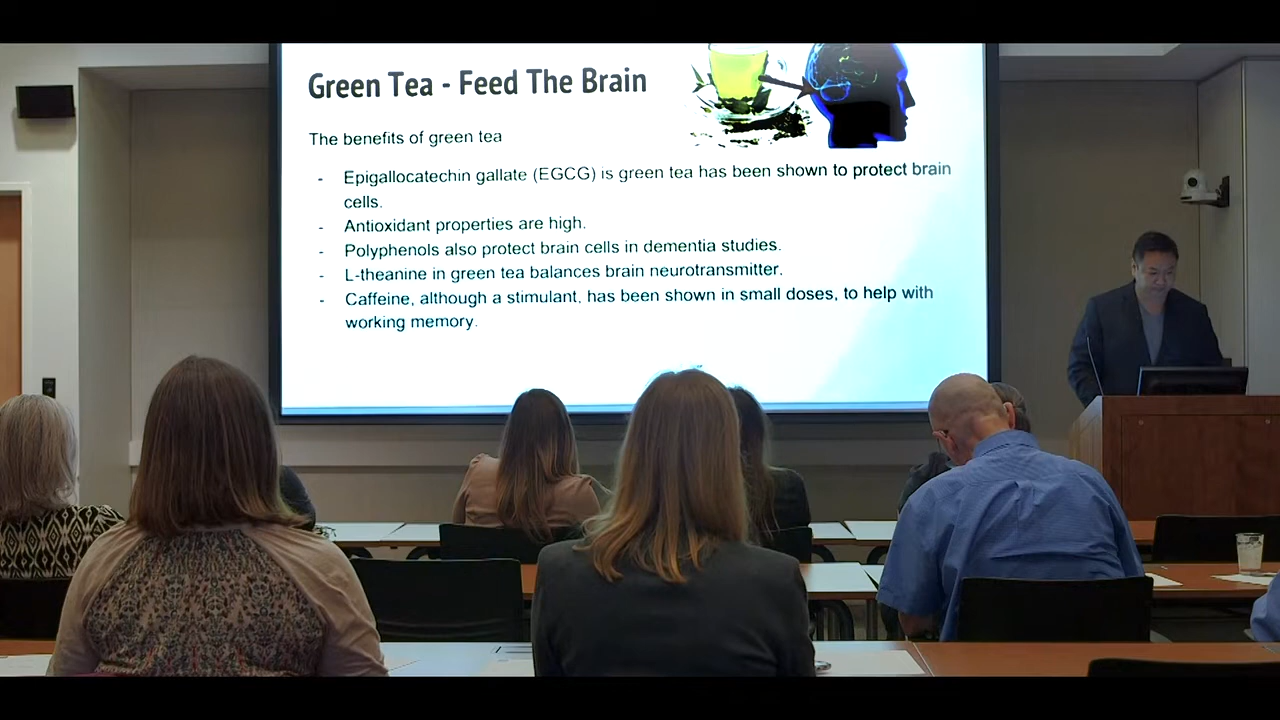 Green Tea - Feed The Brain
The benefits of green tea
- Epigallocatechin gallate (EGCG) is green tea has been shown to protect brain
cells.
- Antioxidant properties are high.
- Polyphenols also protect brain cells in dementia studies.
- L-theanine in green tea balances brain neurotransmitter.
- Caffeine, although a stimulant, has been shown in small doses, to help with
working memory.